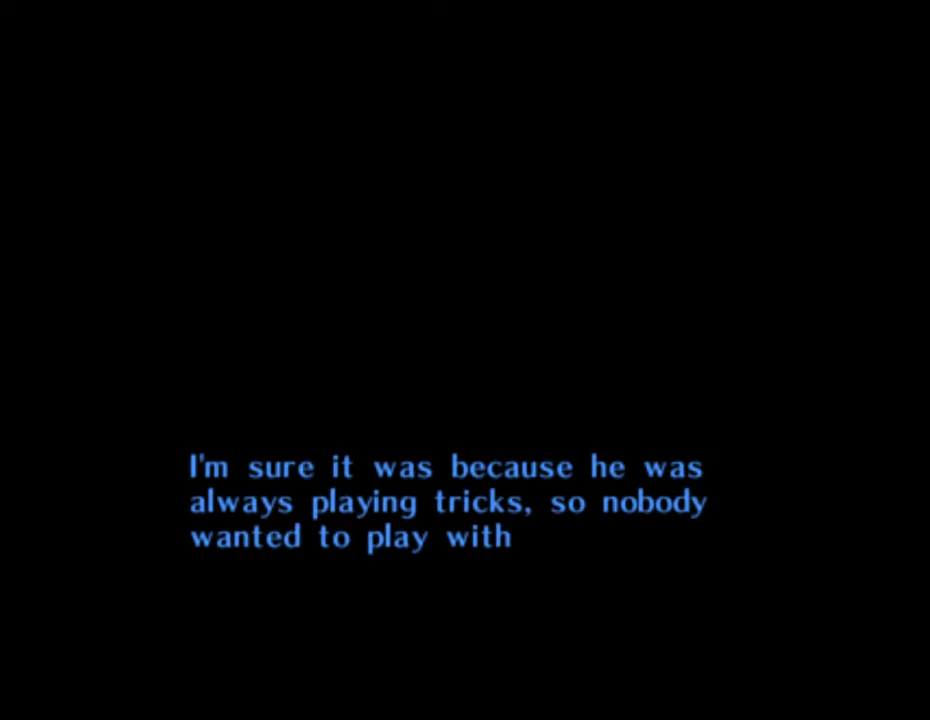 I'm sure it was because he was
always playing tricks, so nobody
wanted to play with